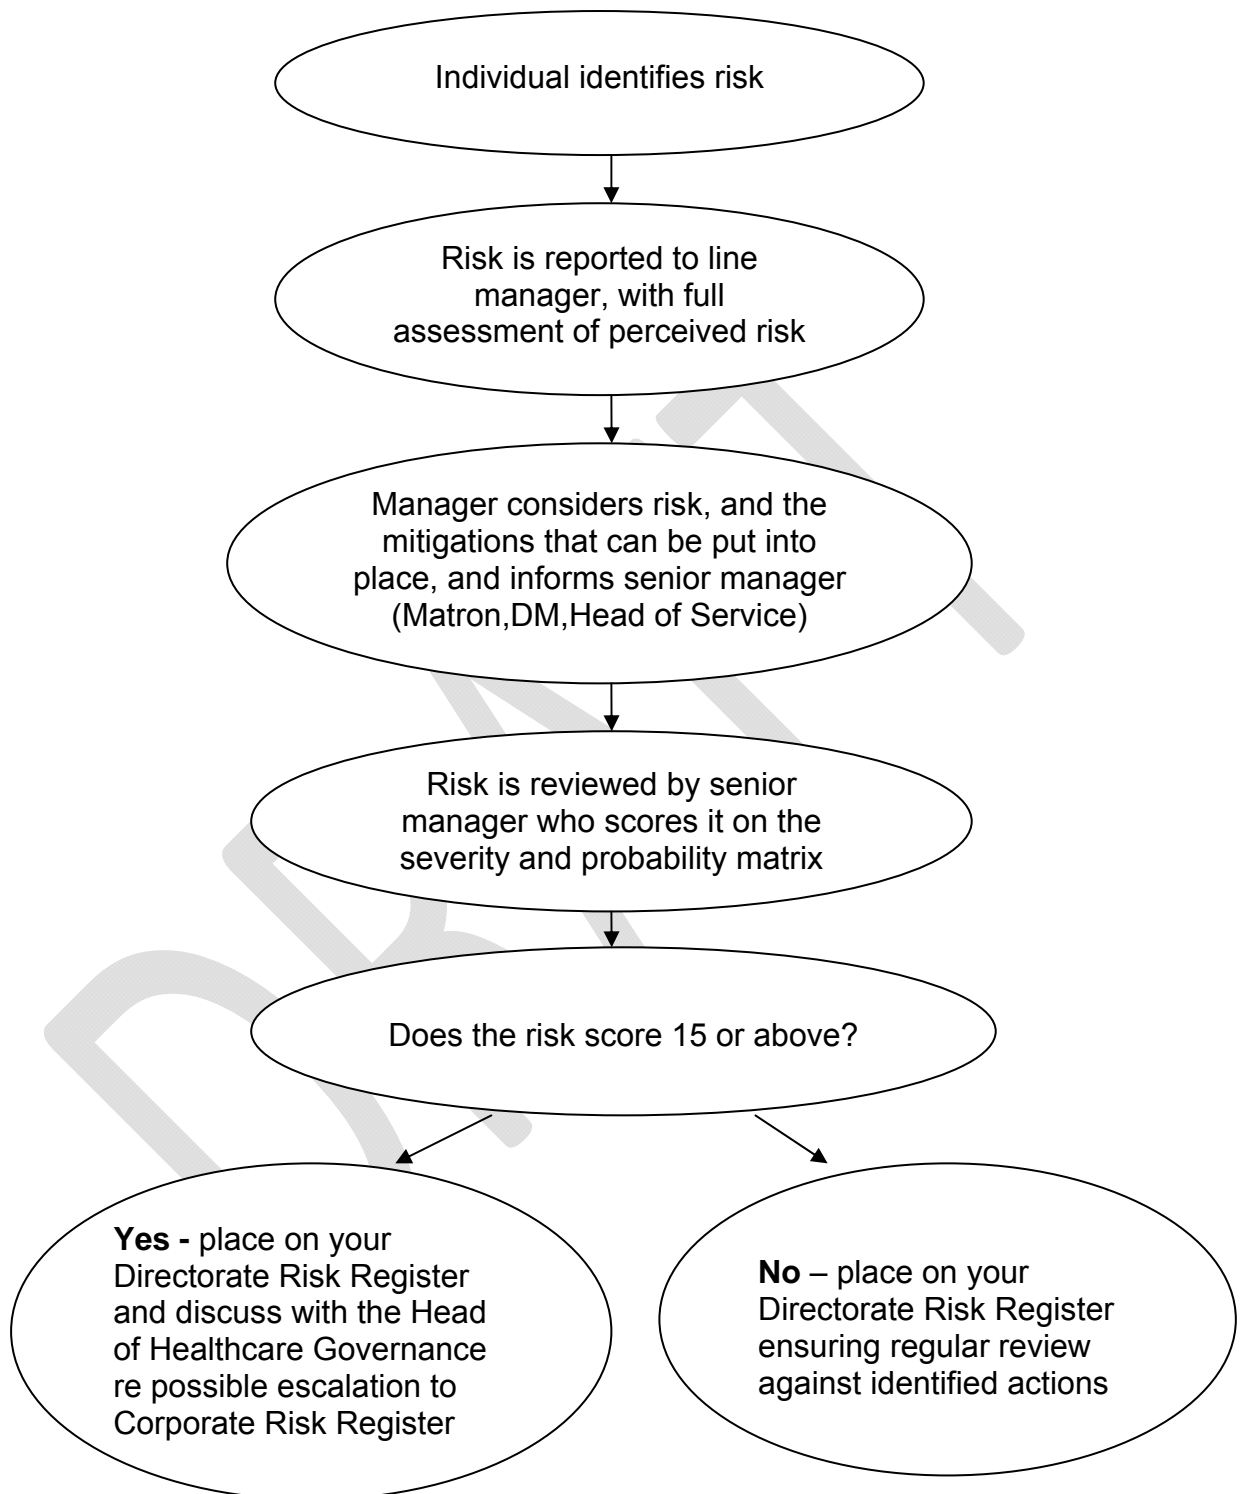 Individual identifies risk
Risk is reported to line
manager, with full
assessment of perceived risk
Manager considers risk, and the
mitigations that can be put into
place, and informs senior manager
(Matron,DM,Head of Service)
Risk is reviewed by senior
manager who scores it on the
severity and probability matrix
Does the risk score 15 or above?
Yes - place on your
Directorate Risk Register
and discuss with the Head
of Healthcare Governance
re possible escalation to
Corporate Risk Register
No – place on your
Directorate Risk Register
ensuring regular review
against identified actions
DRAFT